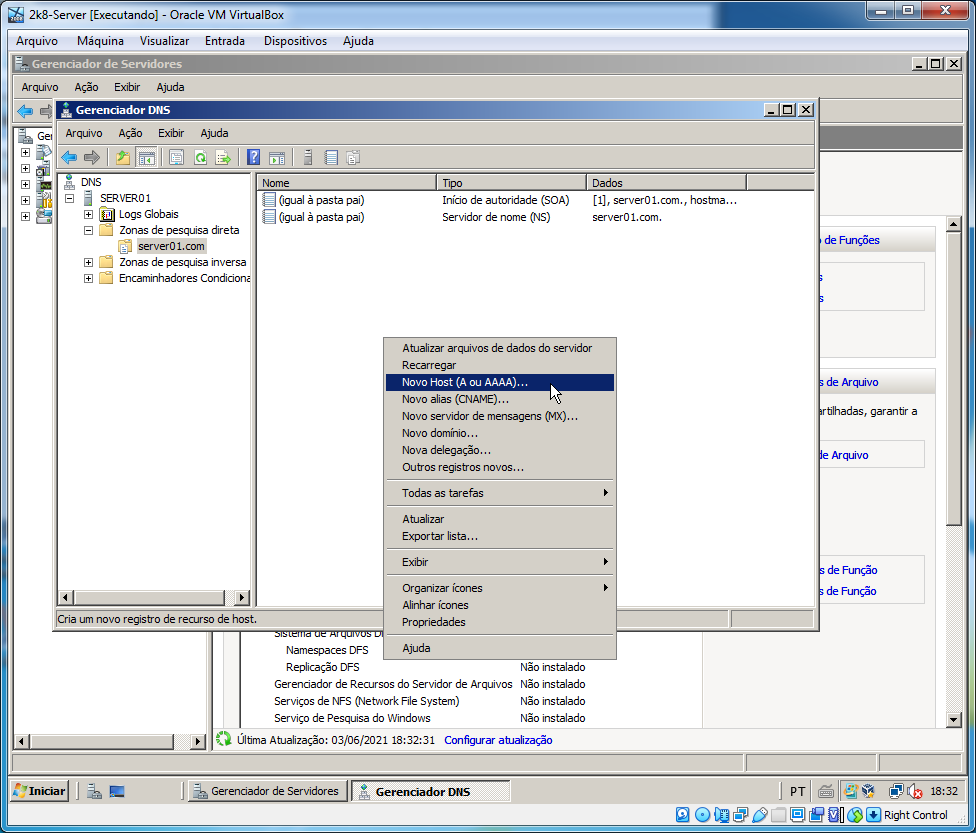 2k8-Server [Executando] - Oracle VM VirtualBox
Arquivo Máquina Visualizar Entrada Dispositivos Ajuda
Gerenciador de Servidores
Arquivo Ação Exibir Ajuda
Gerenciador DNS
Arquivo Ação Exibir Ajuda
DNS
SERVER01
Logs Globais
Zonas de pesquisa direta
server01.com
Zonas de pesquisa inversa
Encaminhadores Condiciona
Nome Tipo Dados
(igual à pasta pai) Início de autoridade (SOA) [1], server01.com., hostma...
(igual à pasta pai) Servidor de nome (NS) server01.com.
Atualizar arquivos de dados do servidor
Recarregar
Novo Host (A ou AAAA)...
Novo alias (CNAME)...
Novo servidor de mensagens (MX)...
Novo domínio...
Nova delegação...
Outros registros novos...
Todas as tarefas
Atualizar
Exportar lista...
Exibir
Organizar ícones
Alinhar ícones
Propriedades
Ajuda
Cria um novo registro de recurso de host.
Ger
o de Funções
s
s
s de Arquivo
artilhadas, garantir a
de Arquivo
s de Função
s de Função
Sistema de Arquivos Di
Namespaces DFS
Replicação DFS Não instalado
Gerenciador de Recursos do Servidor de Arquivos Não instalado
Serviços de NFS (Network File System) Não instalado
Serviço de Pesquisa do Windows Não instalado
Última Atualização: 03/06/2021 18:32:31 Configurar atualização
Iniciar Gerenciador de Servidores Gerenciador DNS PT 18:32
Right Control